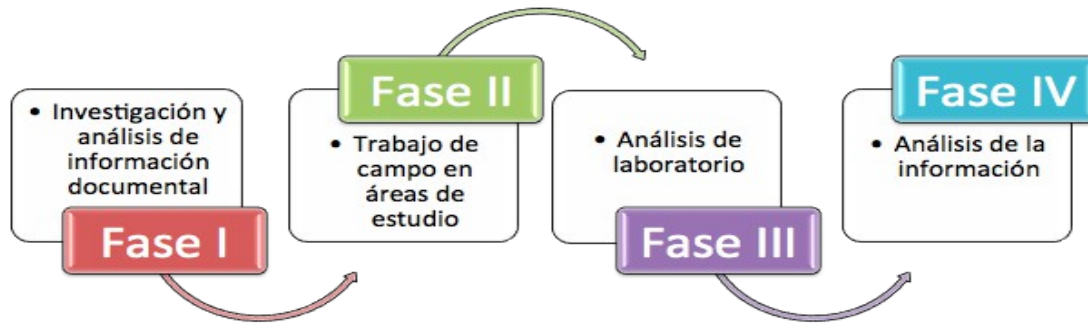 • Investigación y
análisis de
información
documental
Fase I
Fase II
• Trabajo de
campo en
áreas de
estudio
• Análisis de
laboratorio
Fase III
Fase IV
• Análisis de la
información